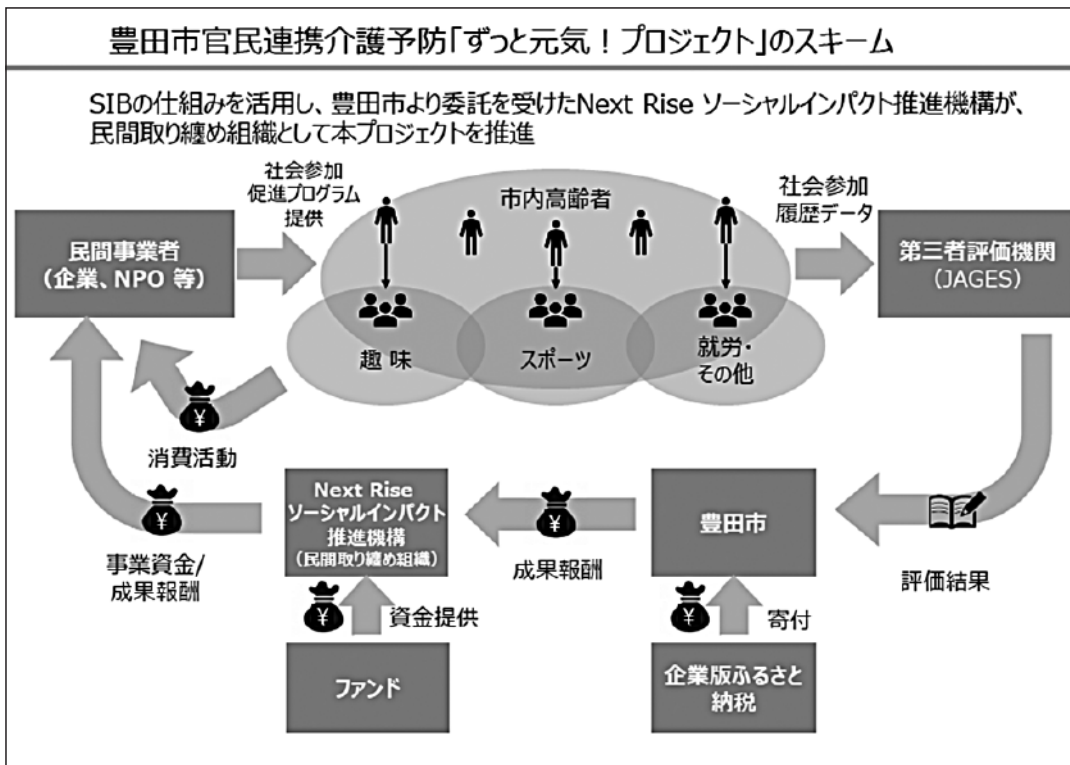 豊田市官民連携介護予防「ずっと元気！プロジェクト」のスキーム
SIBの仕組みを活用し、豊田市より委託を受けたNext Rise ソーシャルインパクト推進機構が、
民間取り纏め組織として本プロジェクトを推進
社会参加
促進プログラム
提供
市内高齢者
社会参加
履歴データ
民間事業者
（企業、NPO 等）
第三者評価機関
（JAGES）
趣味
スポーツ
就労・
その他
¥
消費活動
Next Rise
ソーシャルインパクト
推進機構
（民間取り纏め組織）
豊田市
¥
事業資金/
成果報酬
¥
成果報酬
評価結果
¥
資金提供
¥
寄付
ファンド
企業版ふるさと
納税